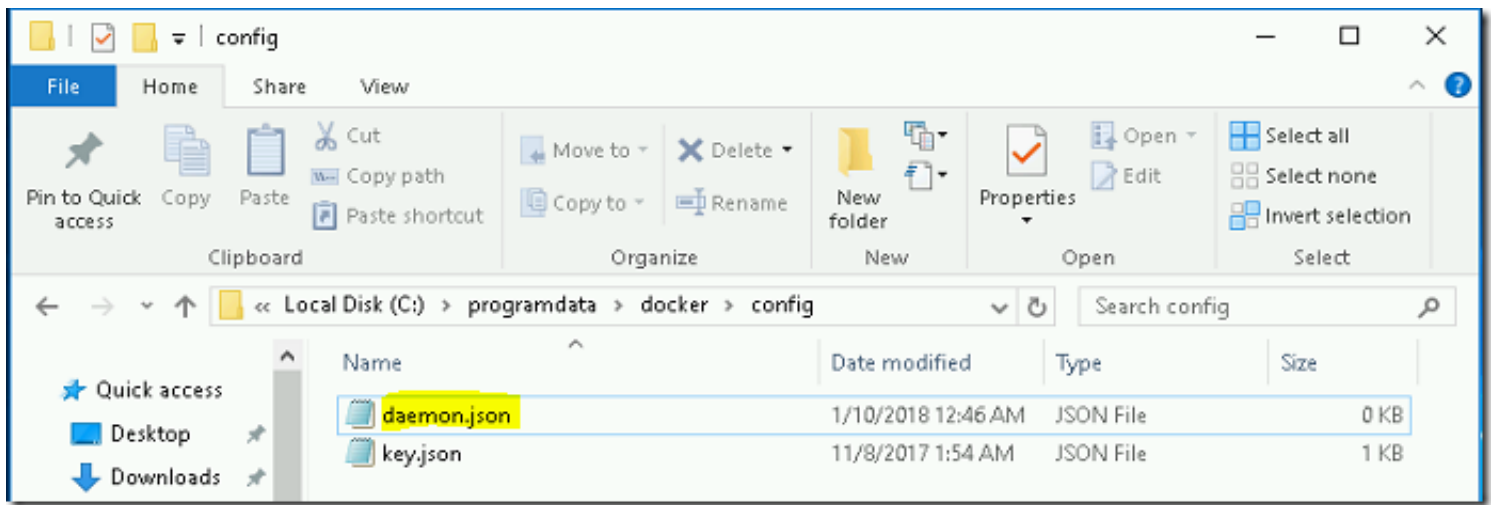 config
File Home Share View
Pin to Quick access
Copy
Paste
Cut
Copy path
Paste shortcut
Clipboard
Move to
Copy to
Delete
Rename
Organize
New folder
New
Properties
Open
Edit
Open
Select all
Select none
Invert selection
Select
« Local Disk (C:) > programdata > docker > config
Search config
Quick access
Desktop
Downloads
Name Date modified Type Size
daemon.json 1/10/2018 12:46 AM JSON File 0 KB
key.json 11/8/2017 1:54 AM JSON File 1 KB